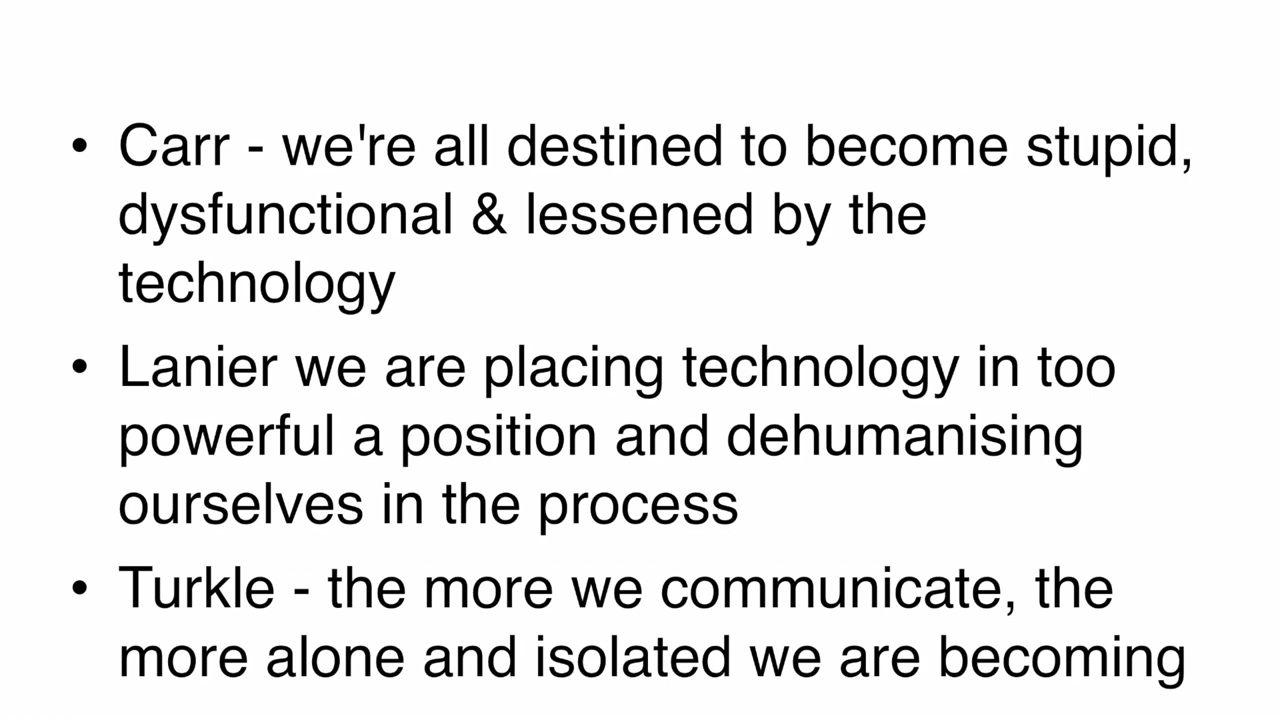 • Carr - we're all destined to become stupid,
dysfunctional & lessened by the
technology
• Lanier we are placing technology in too
powerful a position and dehumanising
ourselves in the process
• Turkle - the more we communicate, the
more alone and isolated we are becoming